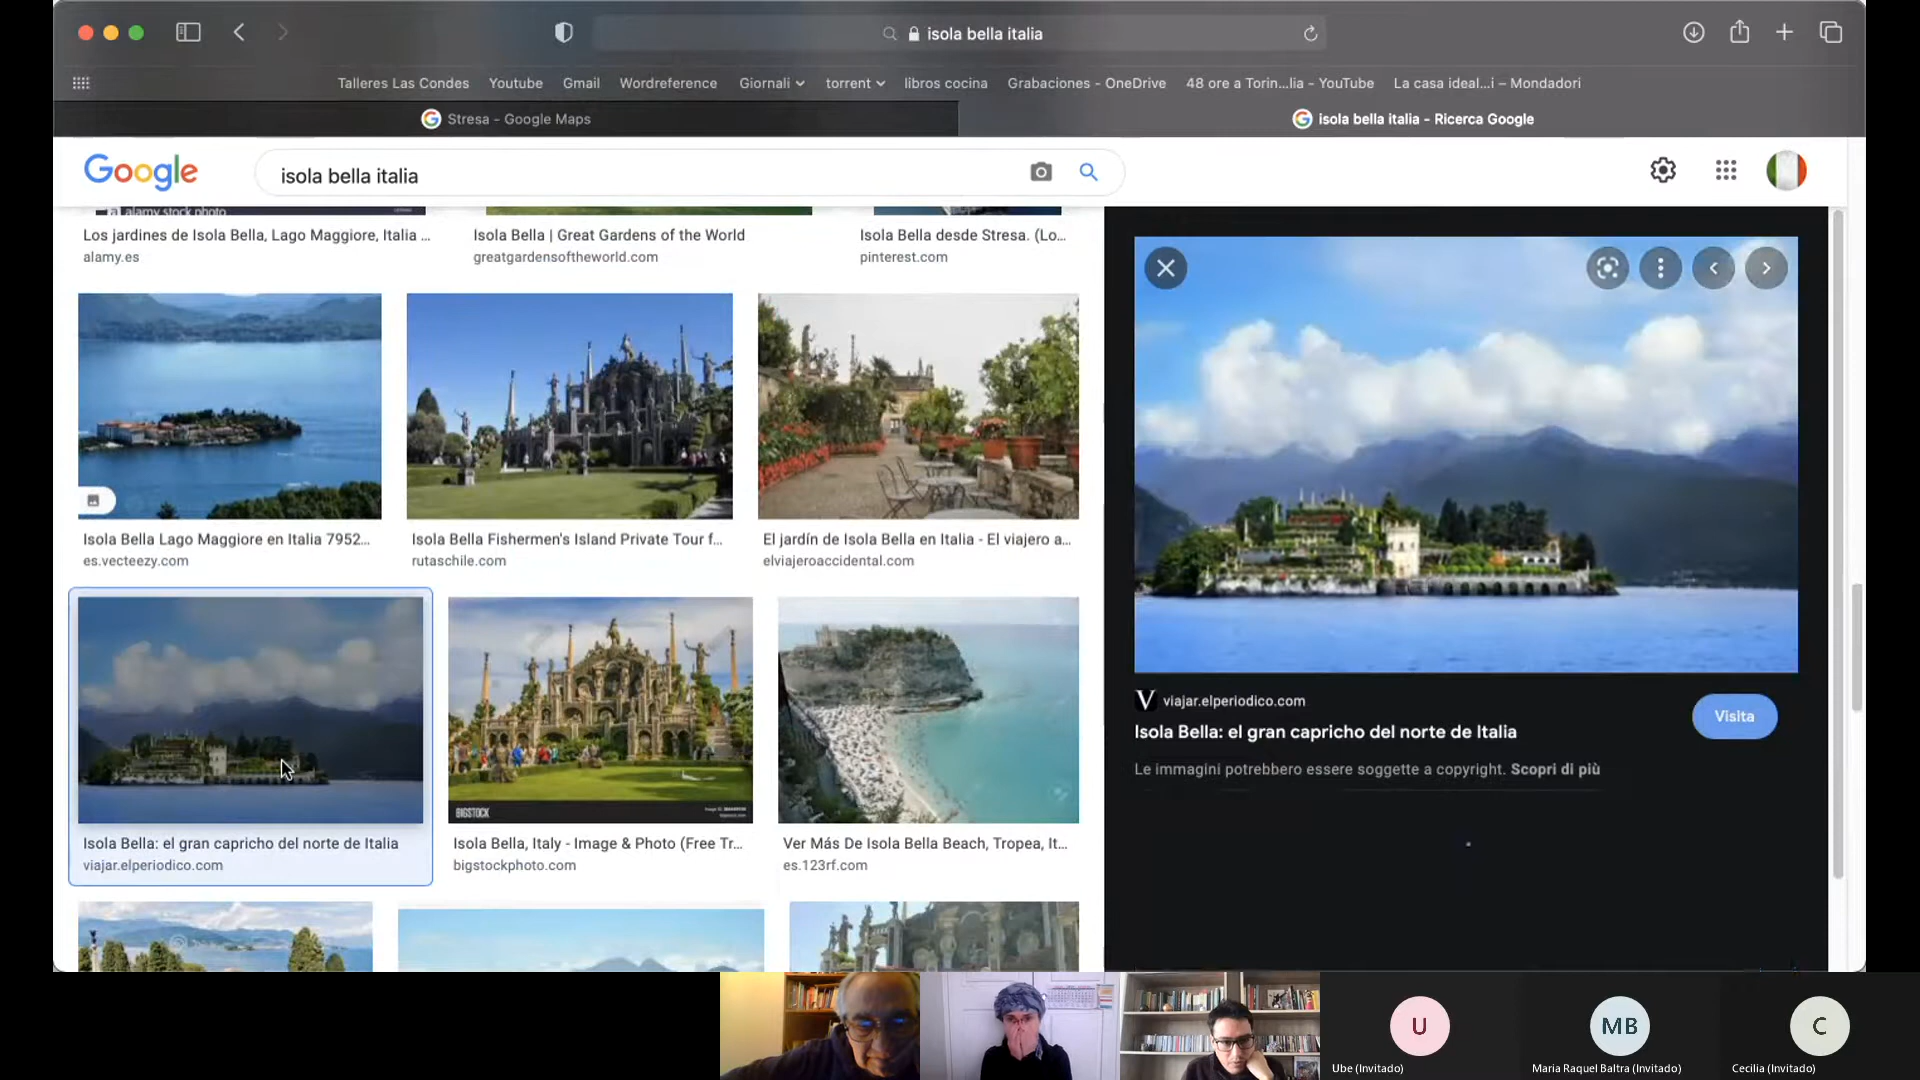 isola bella italia
Talleres Las Condes Youtube Gmail Wordreference Giornali torrent libros cocina Grabaciones - OneDrive 48 ore a Torin...lia - YouTube La casa ideal...i – Mondadori
Stresa - Google Maps
isola bella italia - Ricerca Google
Google
isola bella italia
alamy stock photo
Los jardines de Isola Bella, Lago Maggiore, Italia ...
alamy.es
Isola Bella | Great Gardens of the World
greatgardensoftheworld.com
Isola Bella desde Stresa. (Lo...
pinterest.com
Isola Bella Lago Maggiore en Italia 7952...
es.vecteezy.com
Isola Bella Fishermen's Island Private Tour f...
rutaschile.com
El jardín de Isola Bella en Italia - El viajero a...
elviajeroaccidental.com
BIGSTOCK
Isola Bella: el gran capricho del norte de Italia
viajar.elperiodico.com
Isola Bella, Italy - Image & Photo (Free Tr...
bigstockphoto.com
Ver Más De Isola Bella Beach, Tropea, It...
es.123rf.com
V viajar.elperiodico.com
Visita
Isola Bella: el gran capricho del norte de Italia
Le immagini potrebbero essere soggette a copyright. Scopri di più
U
MB
C
Ube (Invitado)
Maria Raquel Baltra (Invitado)
Cecilia (Invitado)